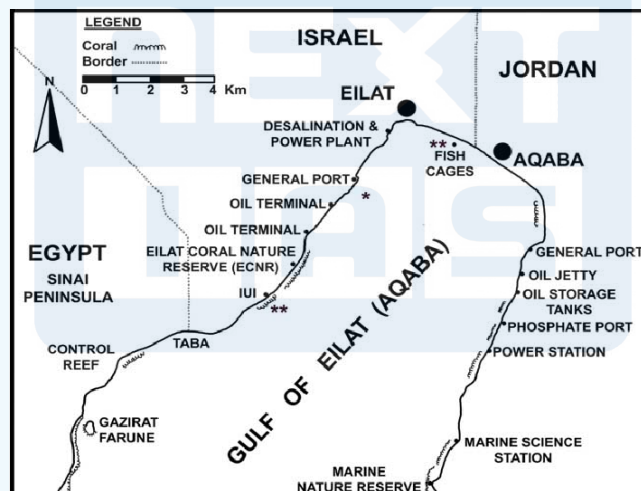 NEXT
IAS
LEGEND
Coral
Border
0 2 4 Km
N
ISRAEL
JORDAN
EILAT
DESALINATION &
POWER PLANT
** FISH
CAGES
AQABA
GENERAL PORT
*
OIL TERMINAL
OIL TERMINAL
EGYPT
SINAI
PENINSULA
EILAT CORAL NATURE
RESERVE (ECNR)
IUI
**
TABA
CONTROL
REEF
GAZIRAT
FARUNE
GULF OF EILAT (AQABA)
GENERAL PORT
OIL JETTY
OIL STORAGE
TANKS
PHOSPHATE PORT
POWER STATION
MARINE SCIENCE
STATION
MARINE
NATURE RESERVE